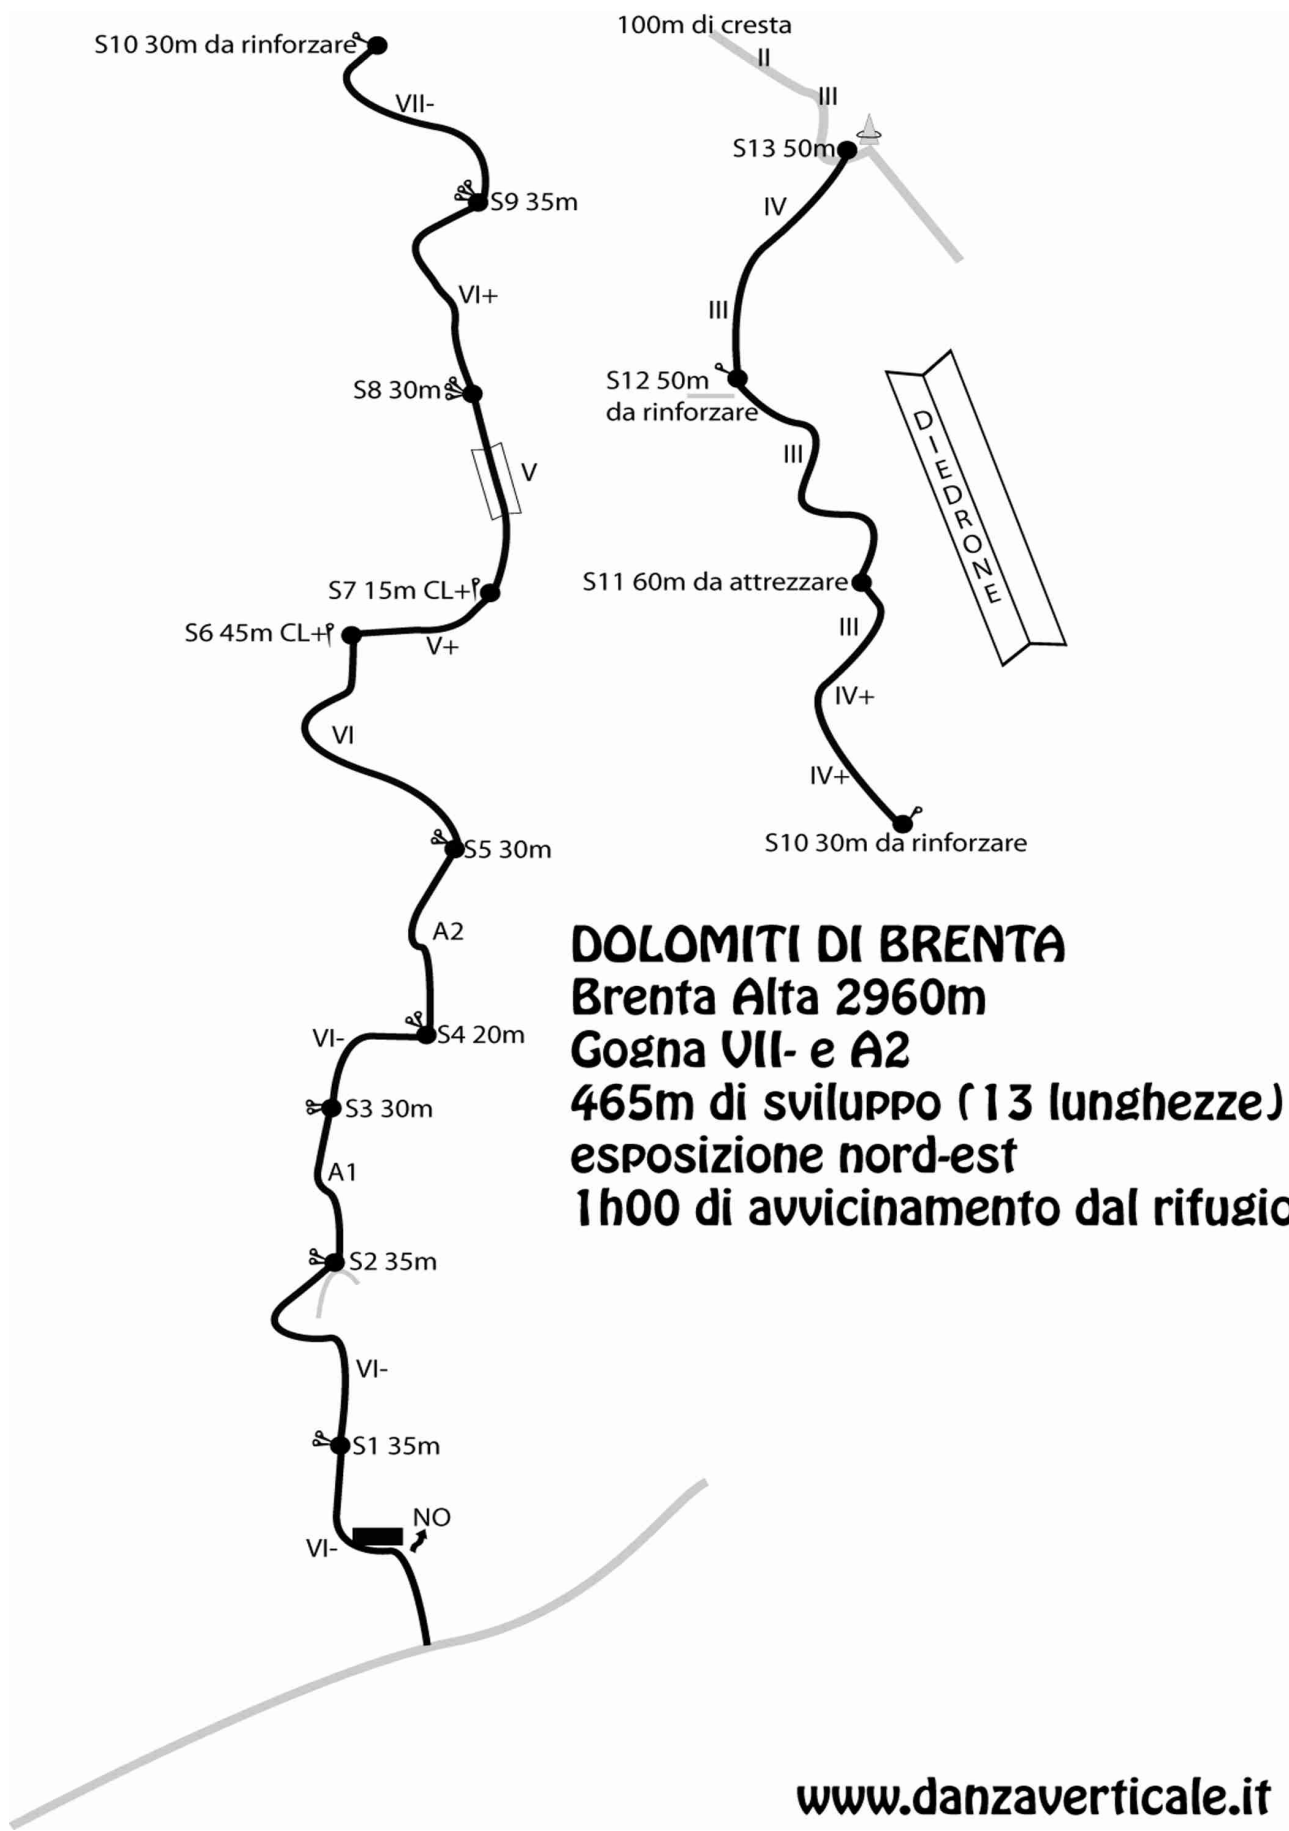 S10 30m da rinforzare
VII-
S9 35m
VI+
S8 30m
V
S7 15m CL+
S6 45m CL+
V+
VI
S5 30m
A2
VI-
S4 20m
S3 30m
A1
S2 35m
VI-
S1 35m
NO
VI-
100m di cresta
II
III
S13 50m
IV
III
S12 50m
da rinforzare
III
DIEDRONE
S11 60m da attrezzare
III
IV+
IV+
S10 30m da rinforzare
DOLOMITI DI BRENTA
Brenta Alta 2960m
Gogna VII- e A2
465m di sviluppo (13 lunghezze)
esposizione nord-est
1h00 di avvicinamento dal rifugio
www.danzaverticale.it